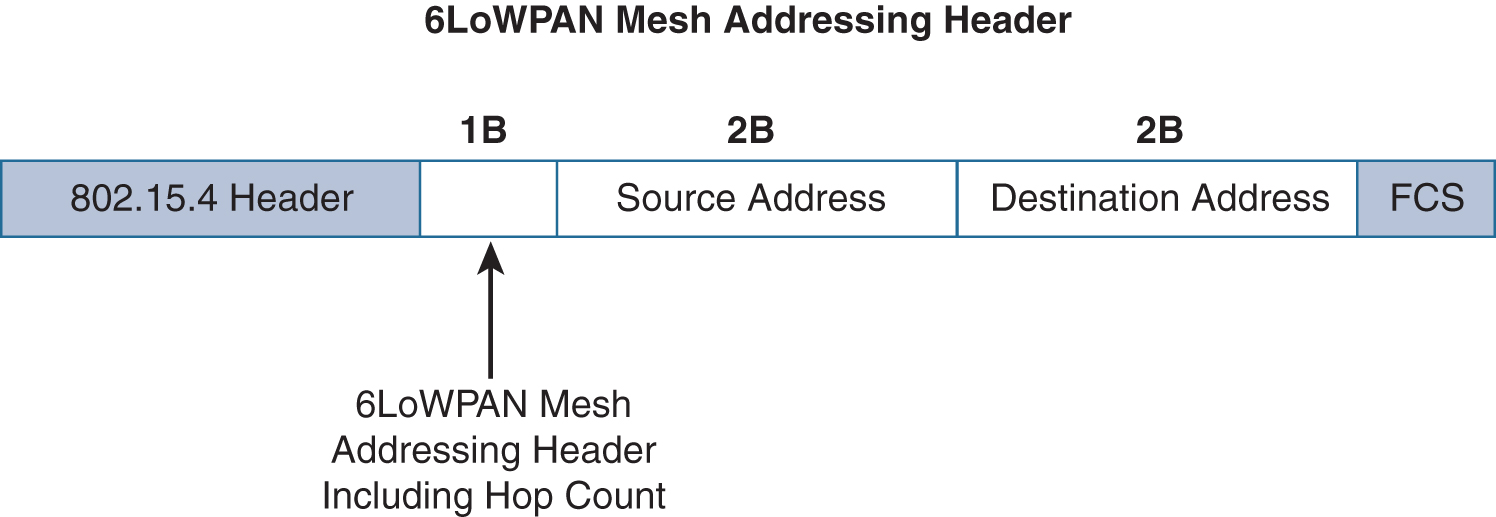 6LoWPAN Mesh Addressing Header
1B 2B 2B
802.15.4 Header Source Address Destination Address FCS
6LoWPAN Mesh
Addressing Header
Including Hop Count